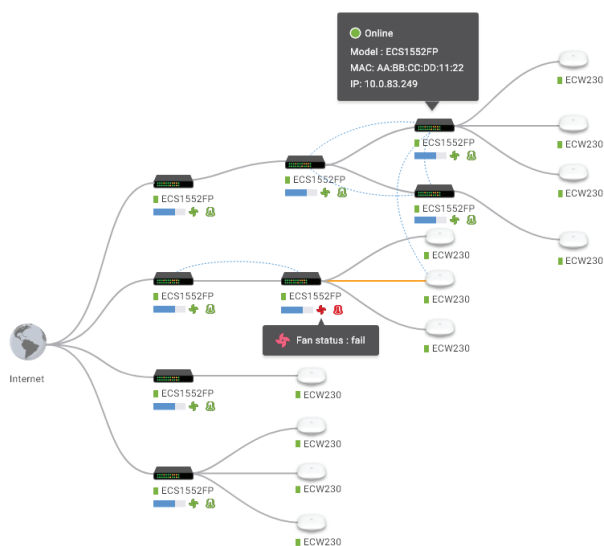 Online
Model : ECS1552FP
MAC: AA:BB:CC:DD:11:22
IP: 10.0.83.249
ECW230
ECW230
ECS1552FP
ECS1552FP
ECS1552FP
ECW230
ECS1552FP
ECW230
ECW230
ECS1552FP
ECS1552FP
ECW230
Fan status : fail
ECW230
Internet
ECS1552FP
ECW230
ECW230
ECS1552FP
ECW230
ECW230